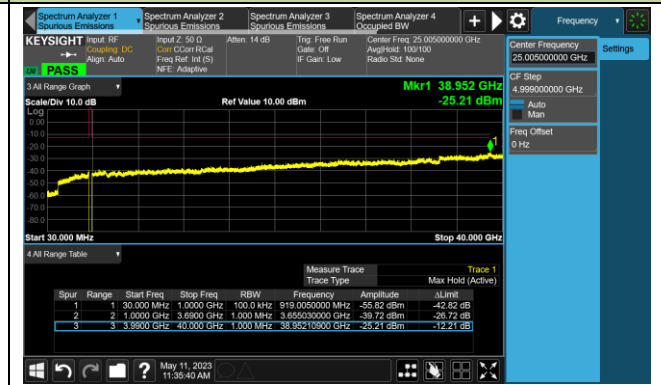 Spectrum Analyzer 1
Spurious Emissions
Spectrum Analyzer 2
Spurious Emissions
Spectrum Analyzer 3
Spurious Emissions
Spectrum Analyzer 4
Occupied BW
Frequency
KEYSIGHT
Input: RF
Coupling: DC
Align: Auto
Input Z: 50 Ω
Corr CCorr RCal
Freq Ref: Int (S)
NFE: Adaptive
Atten: 14 dB
Trig: Free Run
Gate: Off
IF Gain: Low
Center Freq: 25.005000000 GHz
Avg|Hold: 100/100
Radio Std: None
PASS
Center Frequency
25.005000000 GHz
Settings
CF Step
4.999000000 GHz
Auto
Man
Freq Offset
0 Hz
3 All Range Graph
Mkr1 38.952 GHz
Scale/Div 10.0 dB
Ref Value 10.00 dBm
-25.21 dBm
Log
0.00
-10.0
-20.0
-30.0
-40.0
-50.0
-60.0
-70.0
-80.0
1
Start 30.000 MHz
Stop 40.000 GHz
4 All Range Table
Measure Trace Trace 1
Trace Type Max Hold (Active)
Spur Range Start Freq Stop Freq RBW Frequency Amplitude ΔLimit
1 1 30.000 MHz 1.0000 GHz 100.0 kHz 919.0050000 MHz -55.82 dBm -42.82 dB
2 2 1.0000 GHz 3.6900 GHz 1.000 MHz 3.655030000 GHz -39.72 dBm -26.72 dB
3 3 3.9900 GHz 40.000 GHz 1.000 MHz 38.95210900 GHz -25.21 dBm -12.21 dB
May 11, 2023
11:35:40 AM